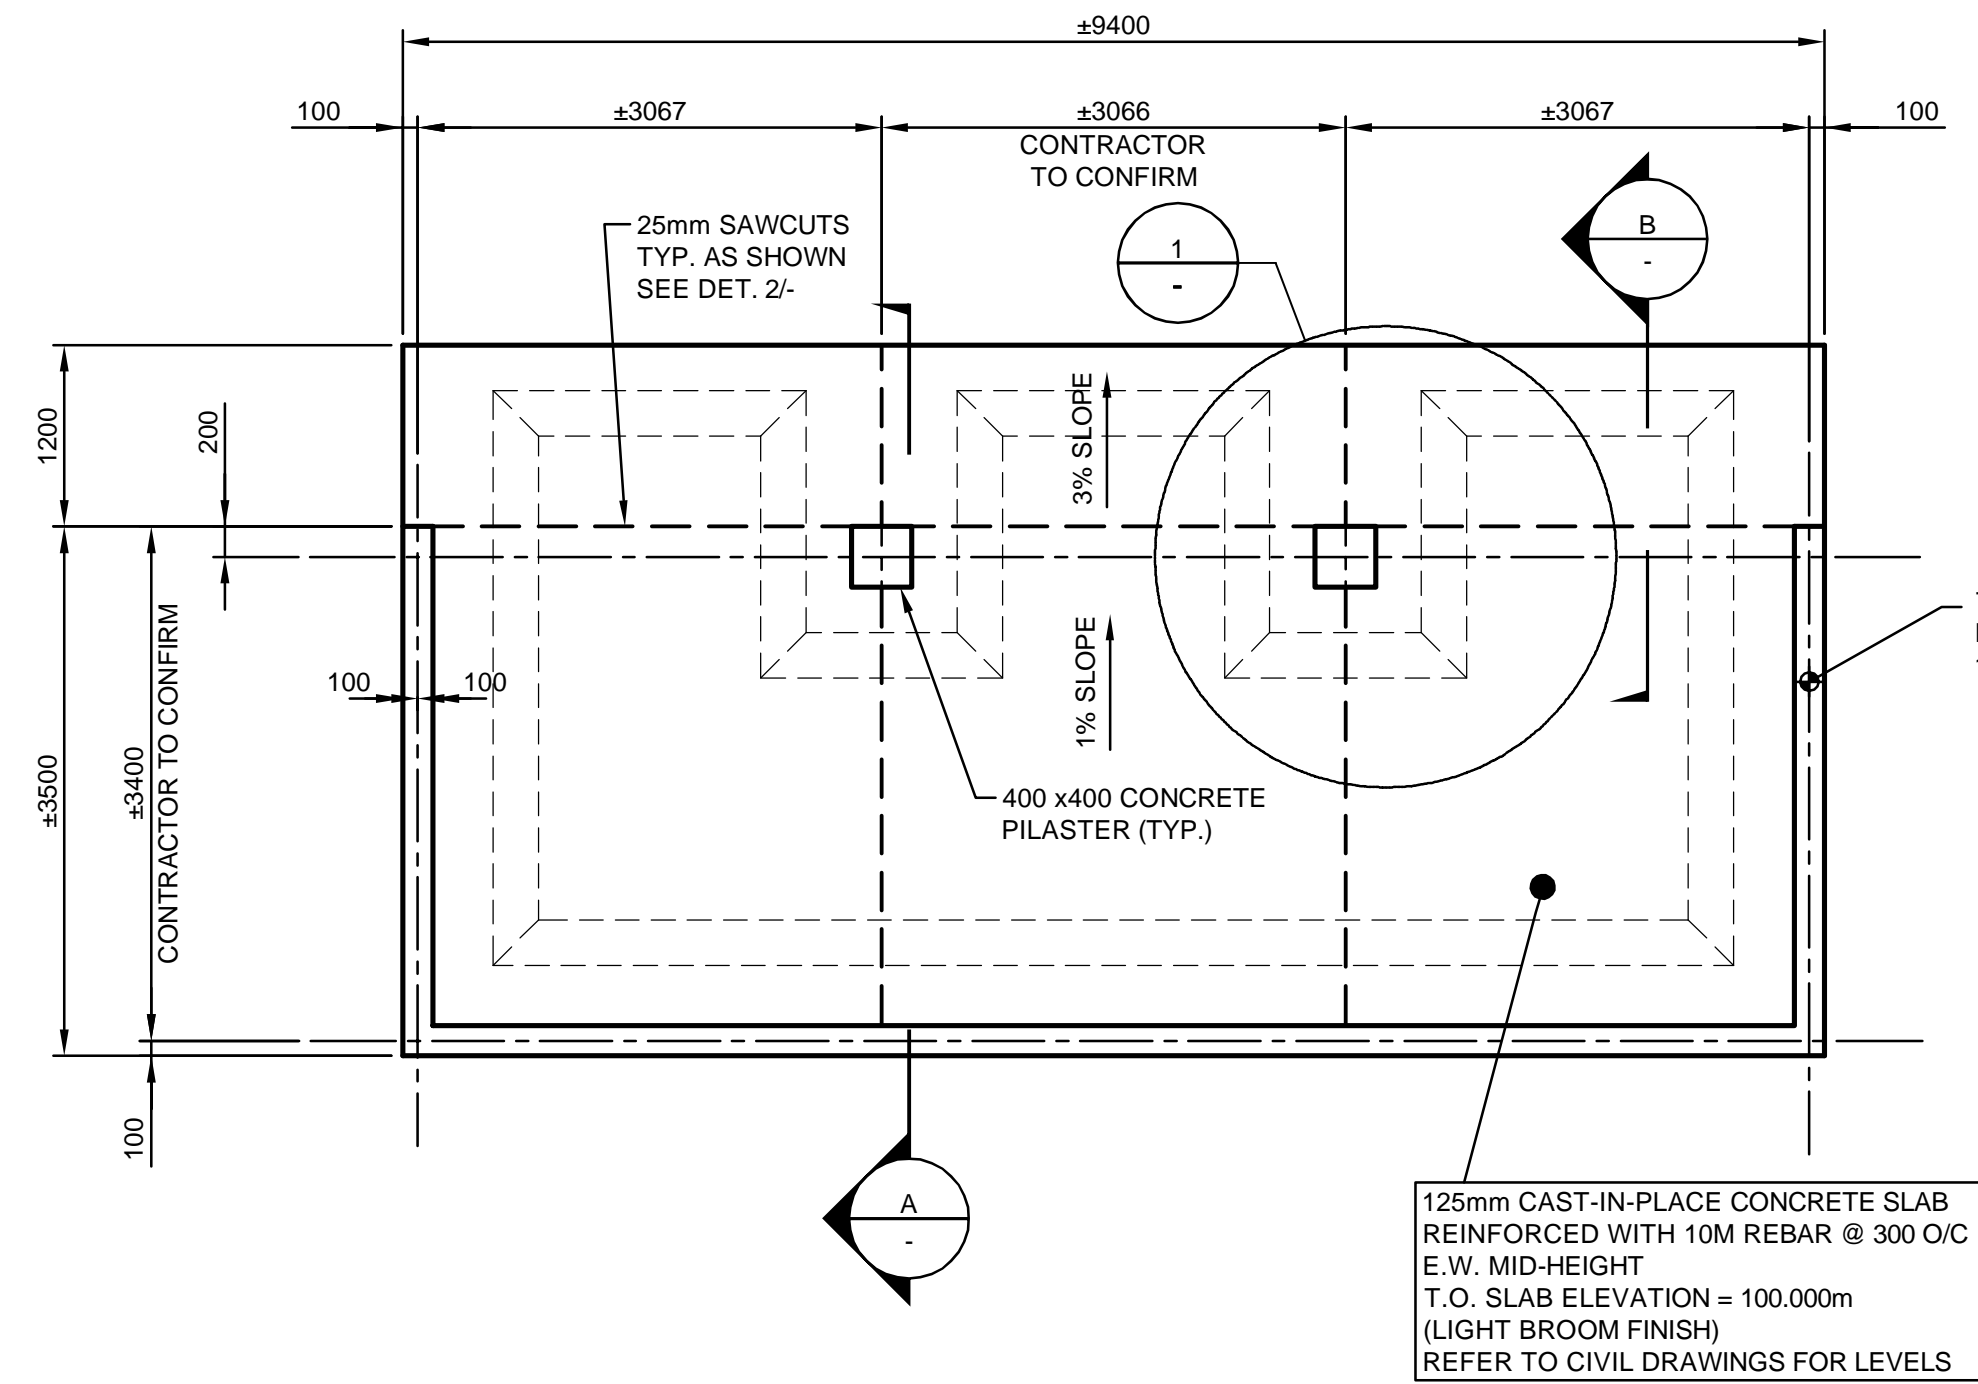 ±9400
100
±3067
±3066
±3067
100
CONTRACTOR
TO CONFIRM
25mm SAWCUTS
TYP. AS SHOWN
SEE DET. 2/-
1
-
B
-
1200
200
3% SLOPE
1% SLOPE
100
100
±3500
±3400
CONTRACTOR TO CONFIRM
100
400 x400 CONCRETE
PILASTER (TYP.)
A
-
125mm CAST-IN-PLACE CONCRETE SLAB
REINFORCED WITH 10M REBAR @ 300 O/C
E.W. MID-HEIGHT
T.O. SLAB ELEVATION = 100.000m
(LIGHT BROOM FINISH)
REFER TO CIVIL DRAWINGS FOR LEVELS